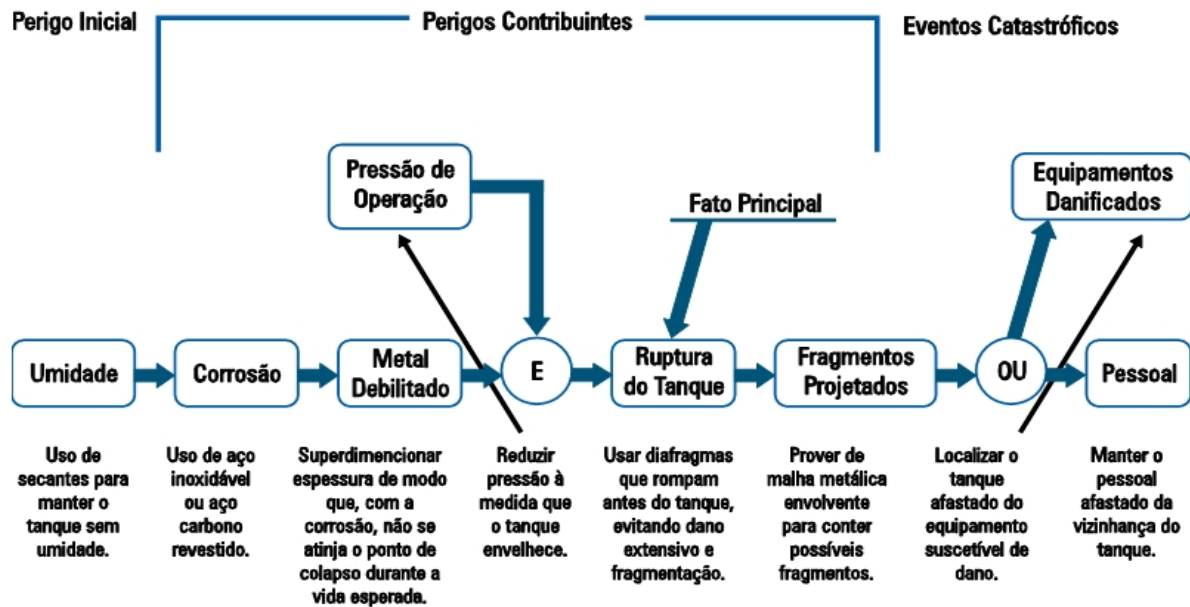 Perigo Inicial
Perigos Contribuintes
Eventos Catastróficos
Pressão de
Operação
Fato Principal
Equipamentos
Danificados
Umidade
Corrosão
Metal
Debilitado
E
Ruptura
do Tanque
Fragmentos
Projetados
OU
Pessoal
Uso de
secantes para
manter o
tanque sem
umidade.
Uso de aço
inoxidável
ou aço
carbono
revestido.
Superdimencionar
espessura de modo
que, com a
corrosão, não se
atinja o ponto de
colapso durante a
vida esperada.
Reduzir
pressão à
medida que
o tanque
envelhece.
Usar diafragmas
que rompam
antes do tanque,
evitando dano
extensivo e
fragmentação.
Prover de
malha metálica
envolvente
para conter
possíveis
fragmentos.
Localizar o
tanque
afastado do
equipamento
suscetível de
dano.
Manter o
pessoal
afastado da
vizinhança do
tanque.